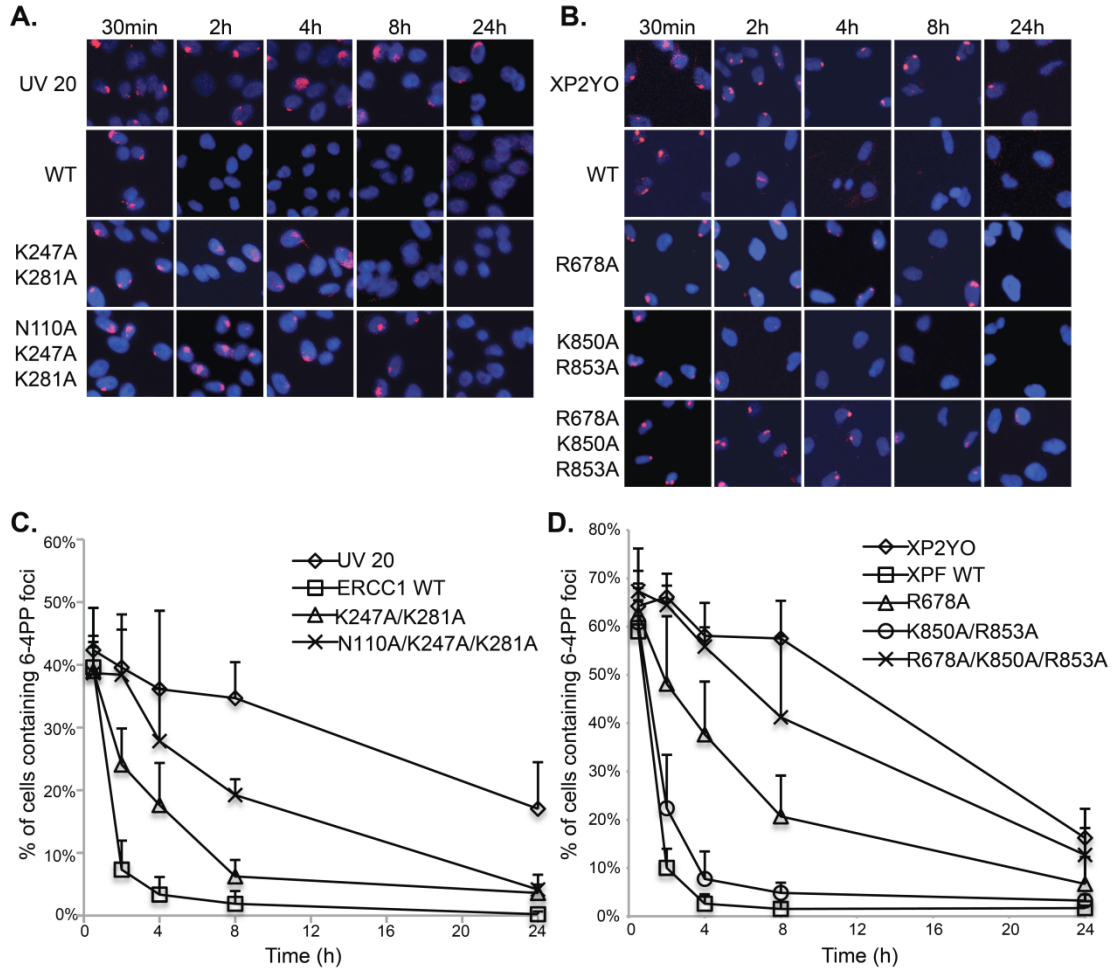 A.
30min 2h 4h 8h 24h
UV 20
WT
K247A
K281A
N110A
K247A
K281A
B.
30min 2h 4h 8h 24h
XP2YO
WT
R678A
K850A
R853A
R678A
K850A
R853A
C.
60%
50%
40%
30%
20%
10%
0%
% of cells containing 6-4PP foci
UV 20
ERCC1 WT
K247A/K281A
N110A/K247A/K281A
0 4 8 12 16 20 24
Time (h)
D.
80%
70%
60%
50%
40%
30%
20%
10%
0%
% of cells containing 6-4PP foci
XP2YO
XPF WT
R678A
K850A/R853A
R678A/K850A/R853A
0 4 8 12 16 20 24
Time (h)